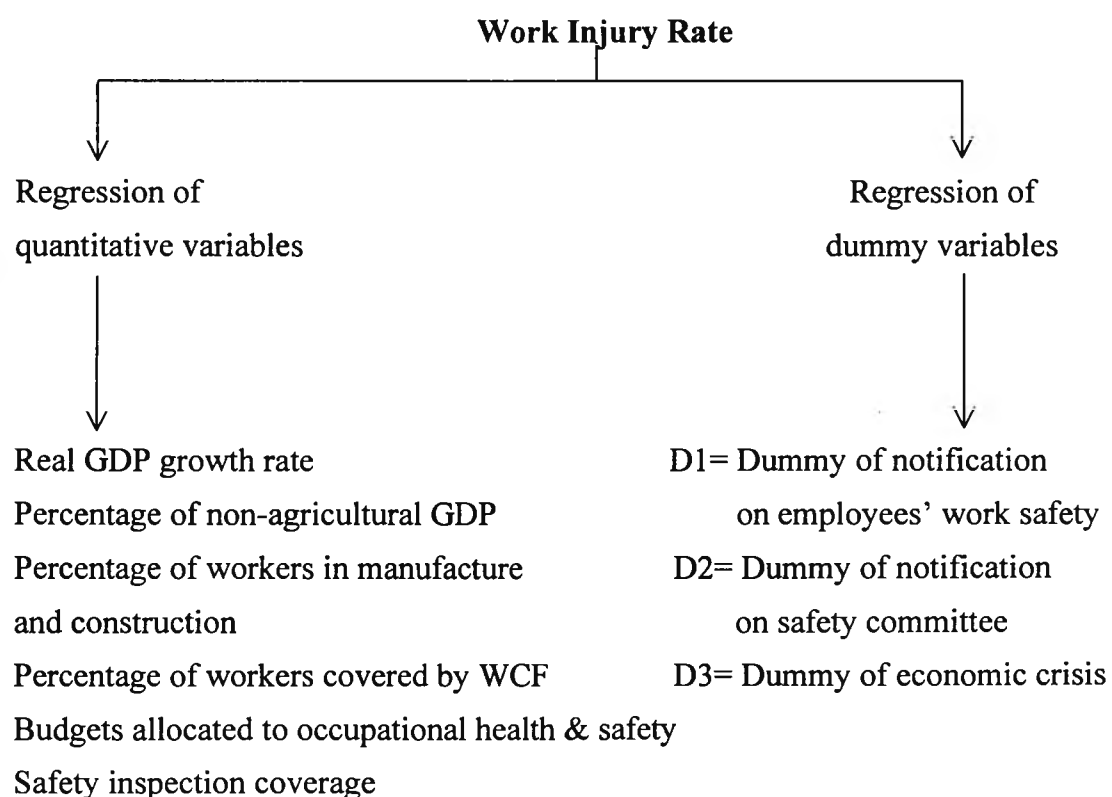 Work Injury Rate
Regression of
quantitative variables
Regression of
dummy variables
Real GDP growth rate
Percentage of non-agricultural GDP
Percentage of workers in manufacture
and construction
Percentage of workers covered by WCF
Budgets allocated to occupational health & safety
Safety inspection coverage
D1= Dummy of notification
on employees’ work safety
D2= Dummy of notification
on safety committee
D3= Dummy of economic crisis